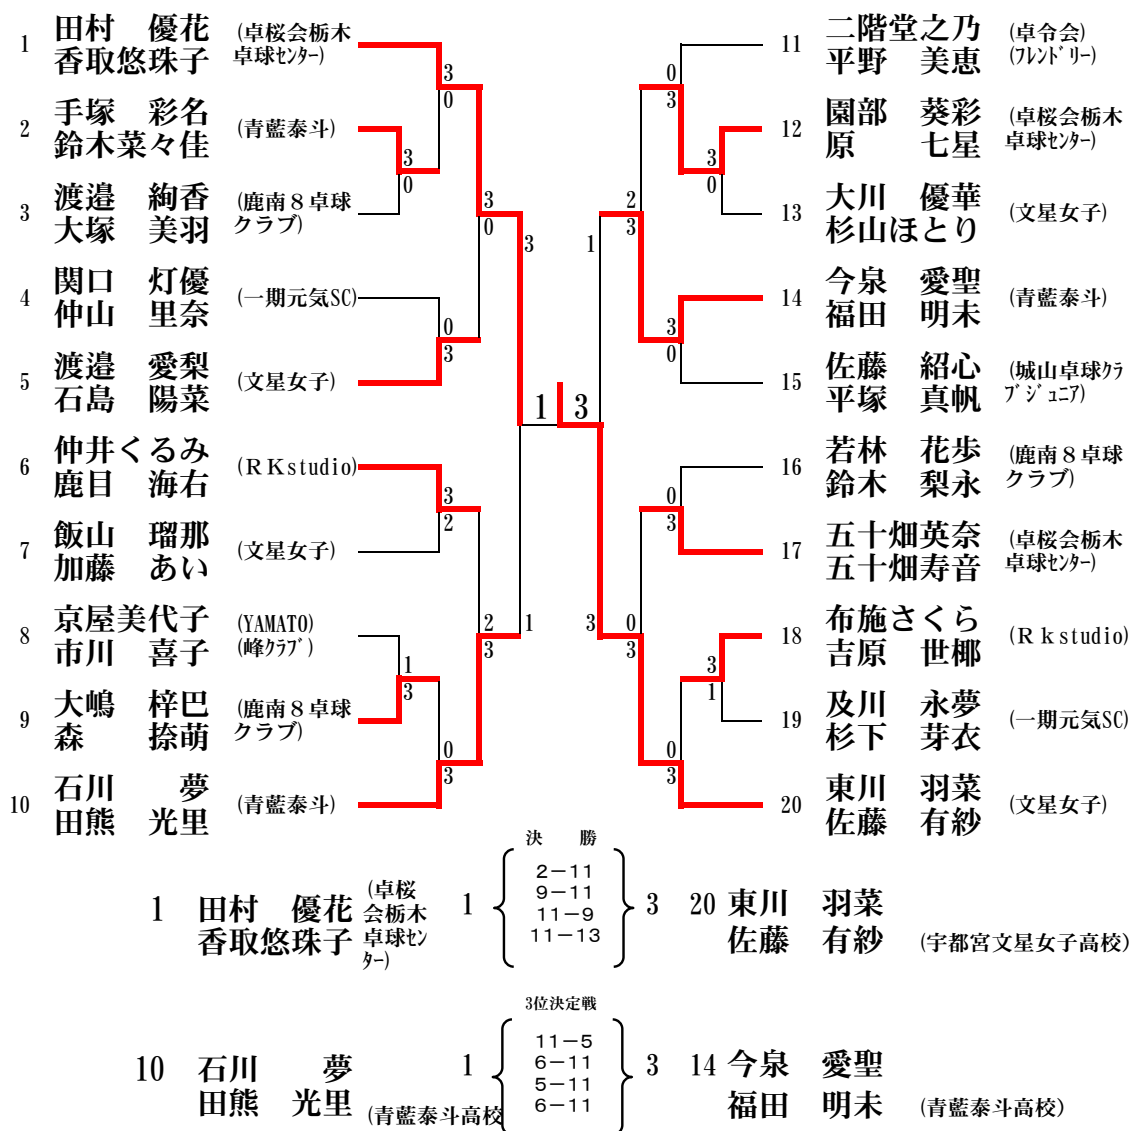 1 田村　優花 (卓桜会栃木
香取悠珠子 卓球ｾﾝﾀｰ)
2 手塚　彩名 (青藍泰斗)
鈴木菜々佳
3 渡邉　絢香 (鹿南８卓球
大塚　美羽 クラブ)
4 関口　灯優 (一期元気SC)
仲山　里奈
5 渡邉　愛梨 (文星女子)
石島　陽菜
6 仲井くるみ (ＲＫstudio)
鹿目　海右
7 飯山　瑠那 (文星女子)
加藤　あい
8 京屋美代子 (YAMATO)
市川　喜子 (峰ｸﾗﾌﾞ)
9 大嶋　梓巴 (鹿南８卓球
森　　捺萌 クラブ)
10 石川　　夢 (青藍泰斗)
田熊　光里
3
0
3
0
3
0
3
0
3
3
2
2
3
1
1
3
0
3
1 3
11 二階堂之乃 (卓令会)
平野　美恵 (ﾌﾚﾝﾄﾞﾘｰ)
12 園部　葵彩 (卓桜会栃木
原　　七星 卓球ｾﾝﾀｰ)
13 大川　優華 (文星女子)
杉山ほとり
14 今泉　愛聖 (青藍泰斗)
福田　明未
15 佐藤　紹心 (城山卓球ｸﾗ
平塚　真帆 ﾌﾞｼﾞｭﾆｱ)
16 若林　花歩 (鹿南８卓球
鈴木　梨永 クラブ)
17 五十畑英奈 (卓桜会栃木
五十畑寿音 卓球ｾﾝﾀｰ)
18 布施さくら (Ｒｋstudio)
吉原　世椰
19 及川　永夢 (一期元気SC)
杉下　芽衣
20 東川　羽菜 (文星女子)
佐藤　有紗
0
3
3
0
2
3
1
3
0
0
3
3
0
3
3
1
0
3
決　勝
1 田村　優花 (卓桜
会栃木
香取悠珠子 卓球ｾﾝ
ﾀｰ)
1
2－11
9－11
11－9
11－13
3
20 東川　羽菜
佐藤　有紗 (宇都宮文星女子高校)
3位決定戦
10 石川　　夢
田熊　光里 (青藍泰斗高校
1
11－5
6－11
5－11
6－11
3
14 今泉　愛聖
福田　明未 (青藍泰斗高校)